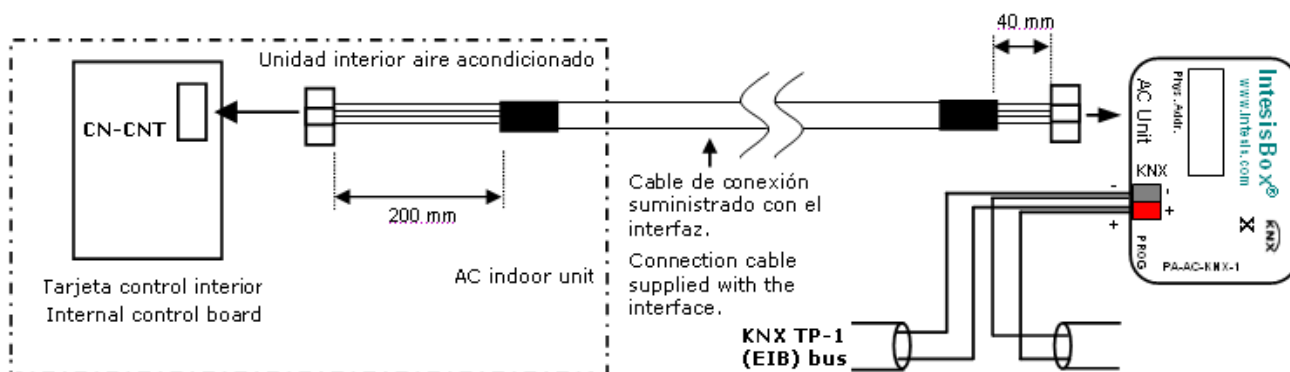 40 mm
Unidad interior aire acondicionado
CN-CNT
200 mm
Tarjeta control interior
Internal control board
AC indoor unit
Cable de conexión
suministrado con el
interfaz.
Connection cable
supplied with the
interface.
KNX TP-1
(EIB) bus
IntesisBox®
www.intesis.com
Phys. Addr.
AC Unit
KNX
-
-
+
+
PROG
X
KNX
PA-AC-KNX-1